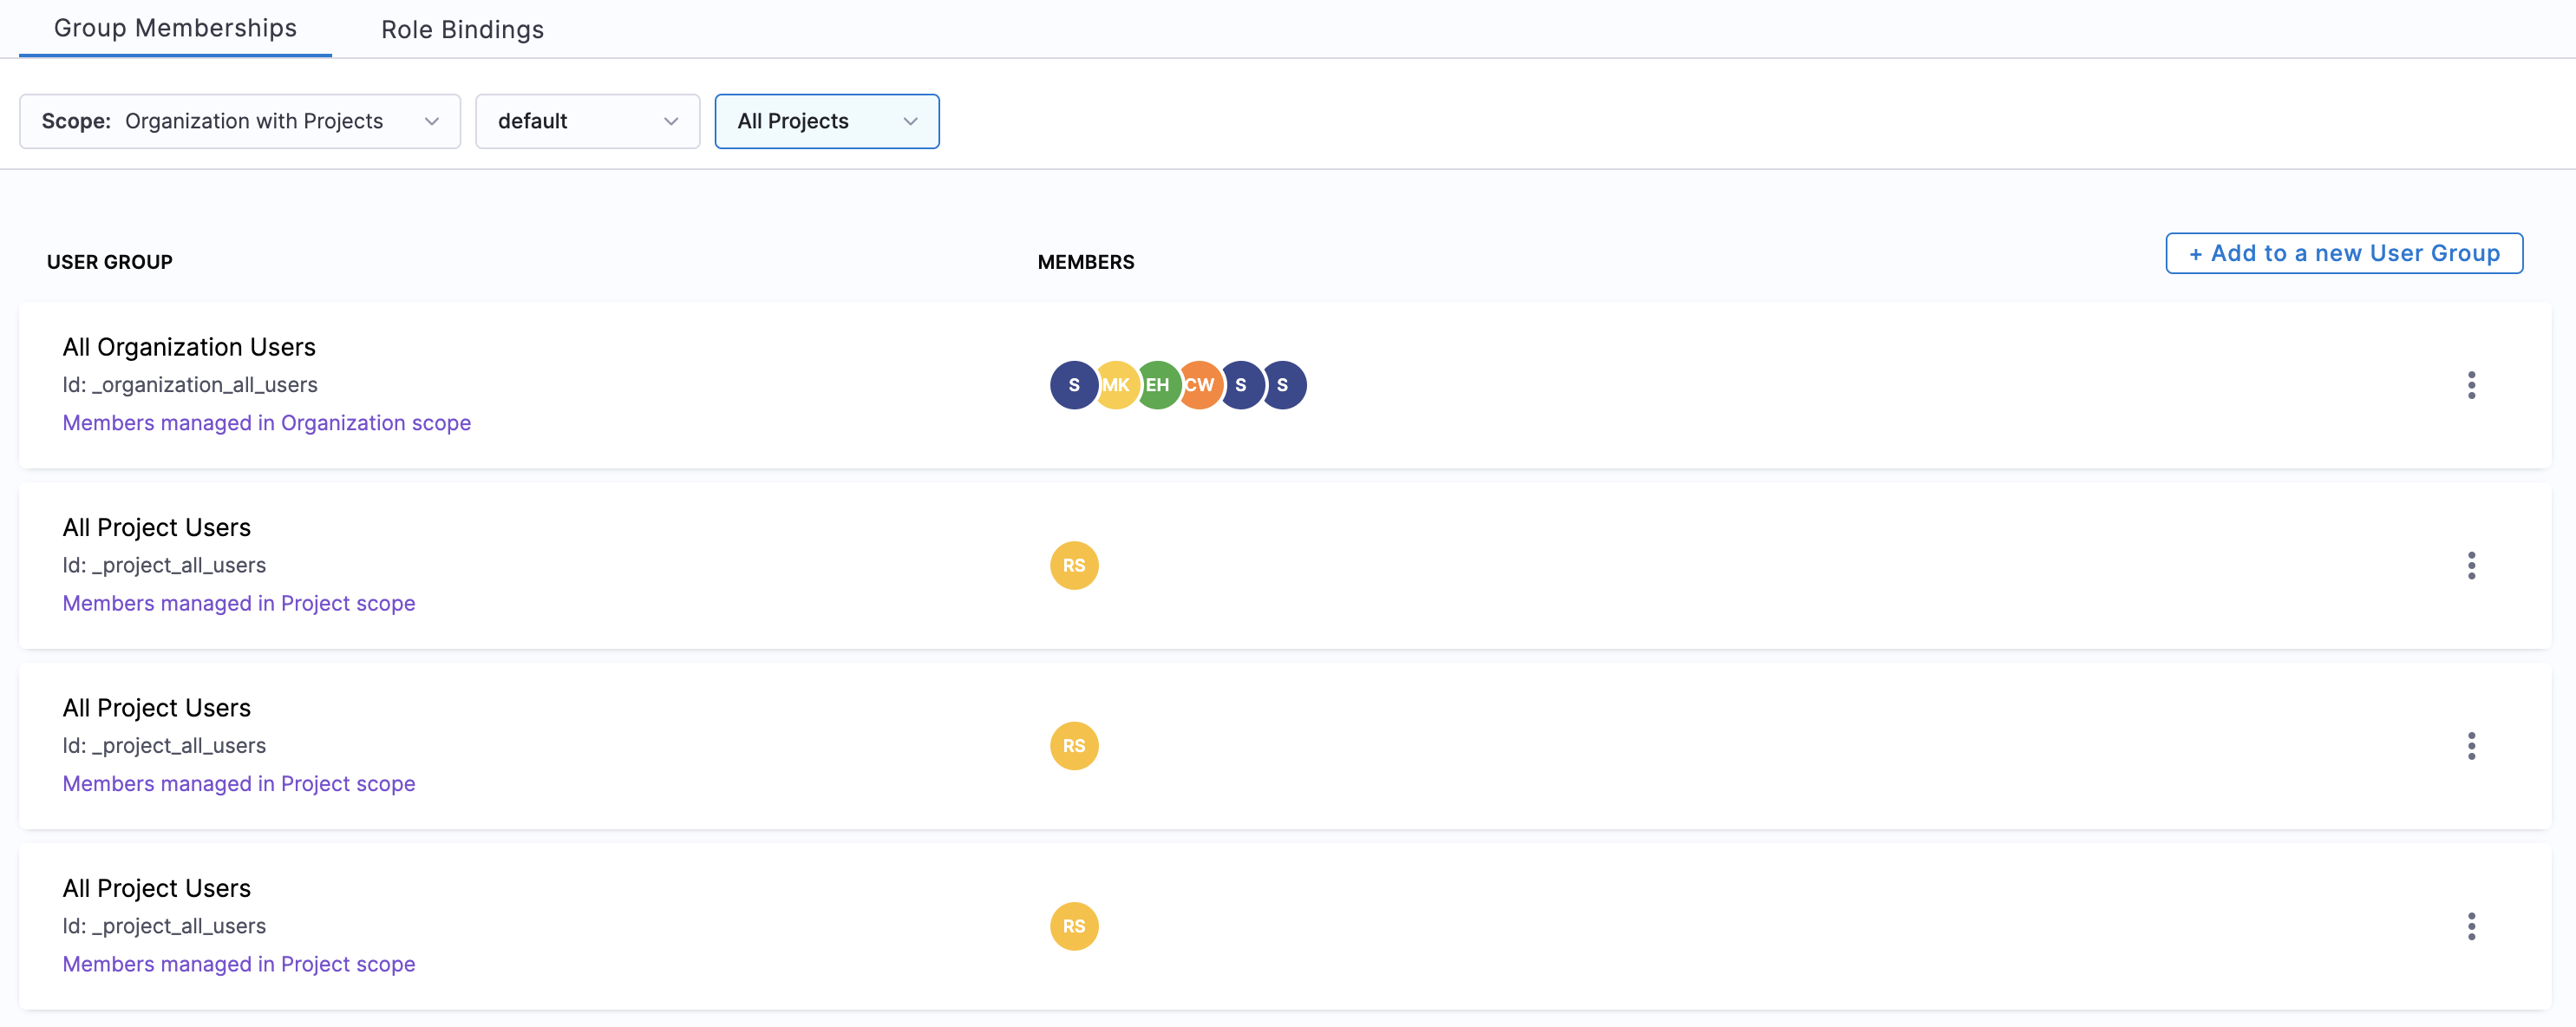 Group Memberships Role Bindings
Scope: Organization with Projects default All Projects
USER GROUP MEMBERS + Add to a new User Group
All Organization Users
Id: _organization_all_users
Members managed in Organization scope
S MK EH CW S S
All Project Users
Id: _project_all_users
Members managed in Project scope
RS
All Project Users
Id: _project_all_users
Members managed in Project scope
RS
All Project Users
Id: _project_all_users
Members managed in Project scope
RS